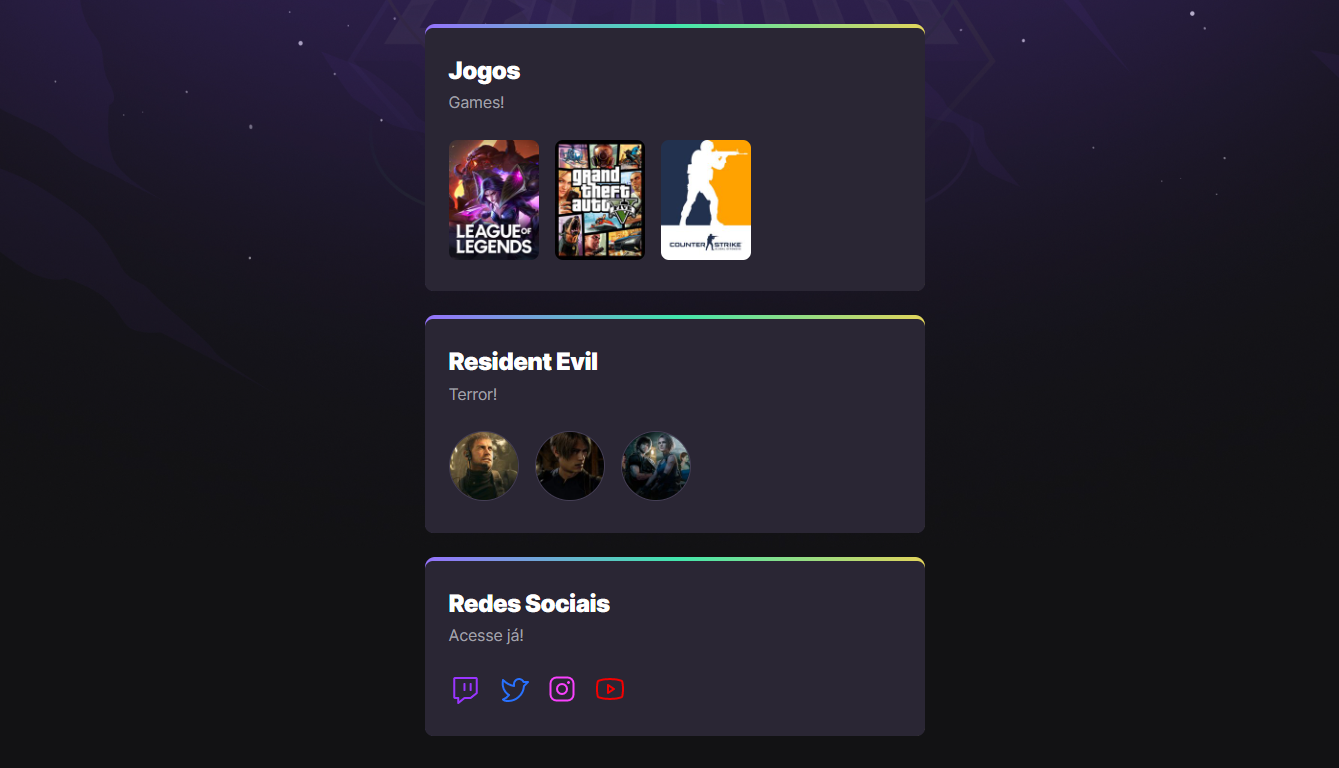 Jogos
Games!
LEAGUE OF
LEGENDS
grand
theft
auto V
COUNTER STRIKE
Resident Evil
Terror!
Redes Sociais
Acesse já!